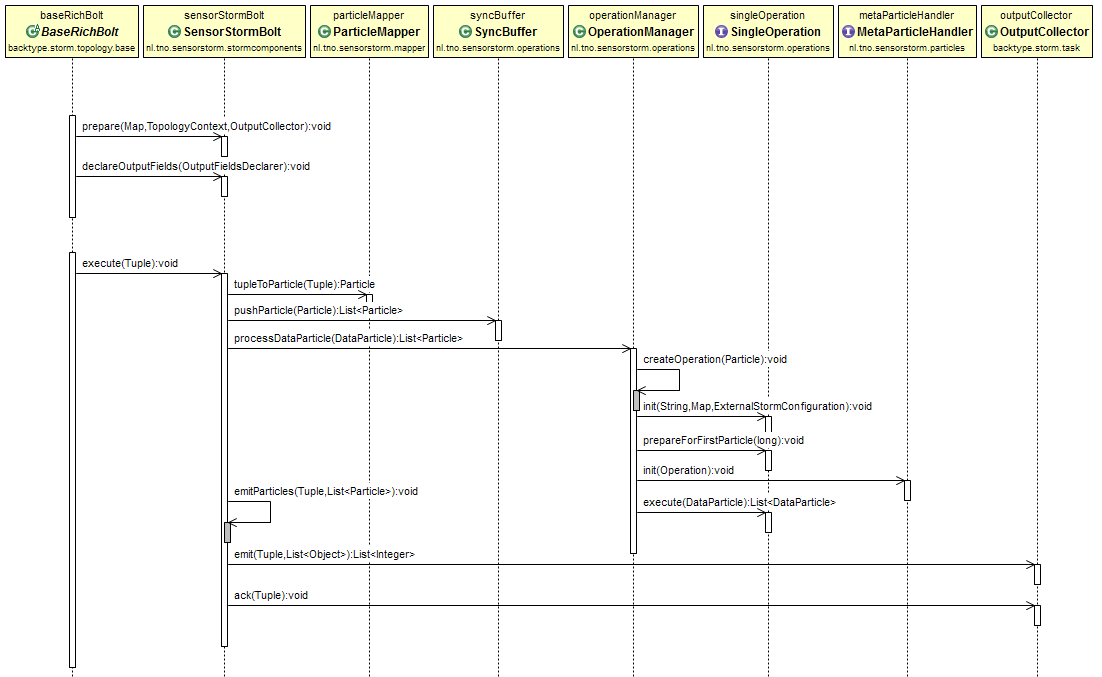 baseRichBolt
BaseRichBolt
backtype.storm.topology.base
sensorStormBolt
SensorStormBolt
nl.tno.sensorstorm.stormcomponents
particleMapper
ParticleMapper
nl.tno.sensorstorm.mapper
syncBuffer
SyncBuffer
nl.tno.sensorstorm.operations
operationManager
OperationManager
nl.tno.sensorstorm.operations
singleOperation
SingleOperation
nl.tno.sensorstorm.operations
metaParticleHandler
MetaParticleHandler
nl.tno.sensorstorm.particles
outputCollector
OutputCollector
backtype.storm.task
prepare(Map,TopologyContext,OutputCollector):void
declareOutputFields(OutputFieldsDeclarer):void
execute(Tuple):void
tupleToParticle(Tuple):Particle
pushParticle(Particle):List<Particle>
processDataParticle(DataParticle):List<Particle>
createOperation(Particle):void
init(String,Map,ExternalStormConfiguration):void
prepareForFirstParticle(long):void
init(Operation):void
emitParticles(Tuple,List<Particle>):void
execute(DataParticle):List<DataParticle>
emit(Tuple,List<Object>):List<Integer>
ack(Tuple):void